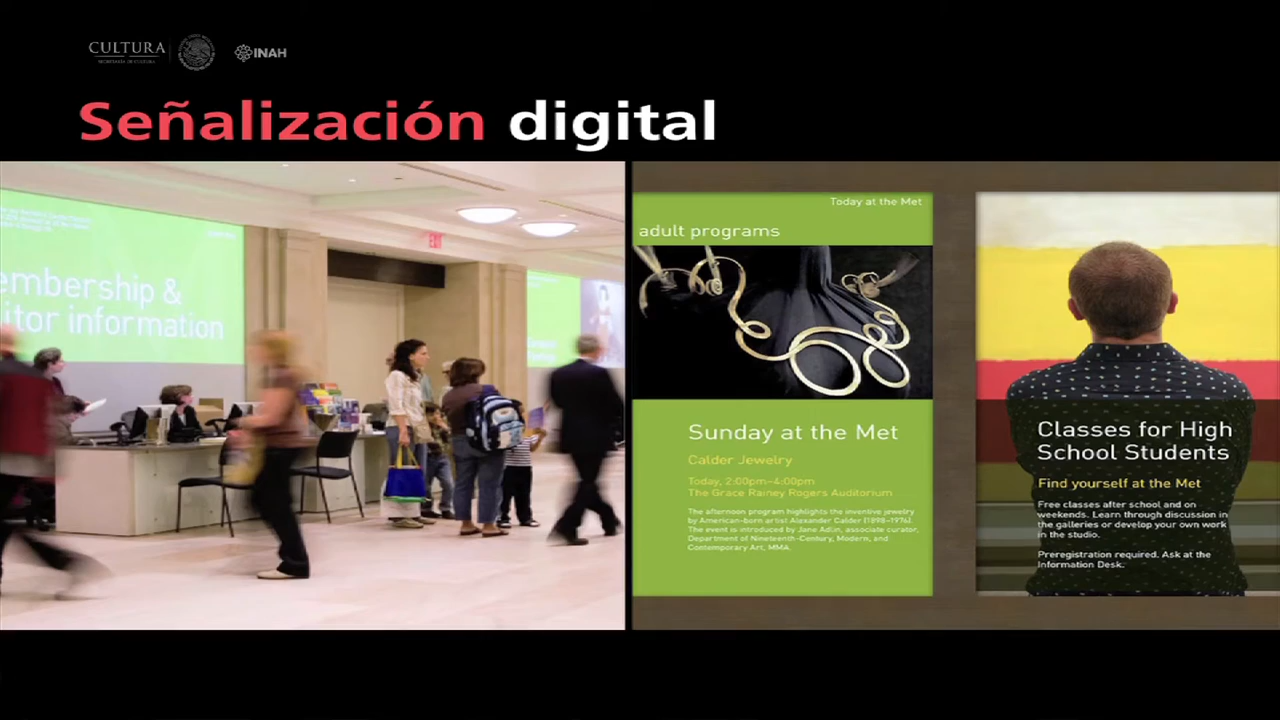 CULTURA
SECRETARÍA DE CULTURA
INAH
Señalización digital
embership &
itor information
Today at the Met
adult programs
Sunday at the Met
Calder Jewelry
Today, 2:00pm–4:00pm
The Grace Rainey Rogers Auditorium
The afternoon program highlights the inventive jewelry
by American-born artist Alexander Calder (1898–1976).
The event is introduced by Jane Adlin, associate curator,
Department of Nineteenth-Century, Modern, and
Contemporary Art, MMA.
Classes for High
School Students
Find yourself at the Met
Free classes after school and on
weekends. Learn through discussion in
the galleries or develop your own work
in the studio.
Preregistration required. Ask at the
Information Desk.